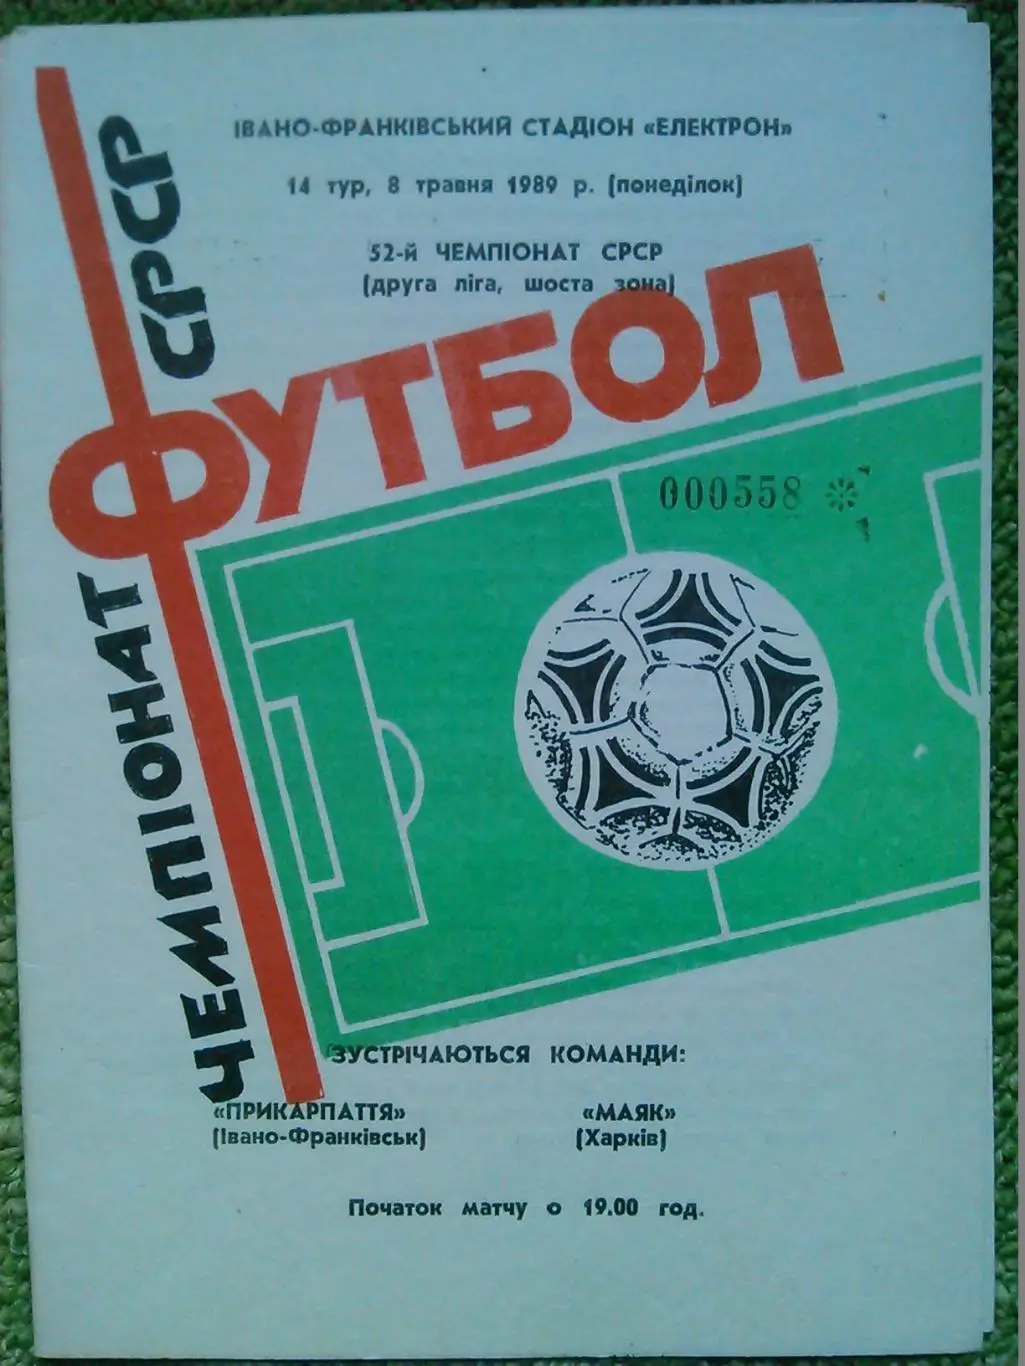 ІВАНО-ФРАНКІВСЬКИЙ СТАДІОН «ЕЛЕКТРОН»
14 тур, 8 травня 1989 р. (понеділок)
52-й ЧЕМПІОНАТ СРСР
(друга ліга, шоста зона)
ЧЕМПІОНАТ СРСР
ФУТБОЛ
000558 *
ЗУСТРІЧАЮТЬСЯ КОМАНДИ:
«ПРИКАРПАТТЯ» «МАЯК»
(Івано-Франківськ) (Харків)
Початок матчу о 19.00 год.